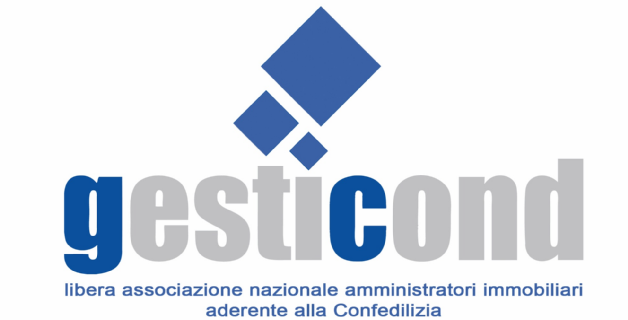 gesticond
libera associazione nazionale amministratori immobiliari
aderente alla Confedilizia